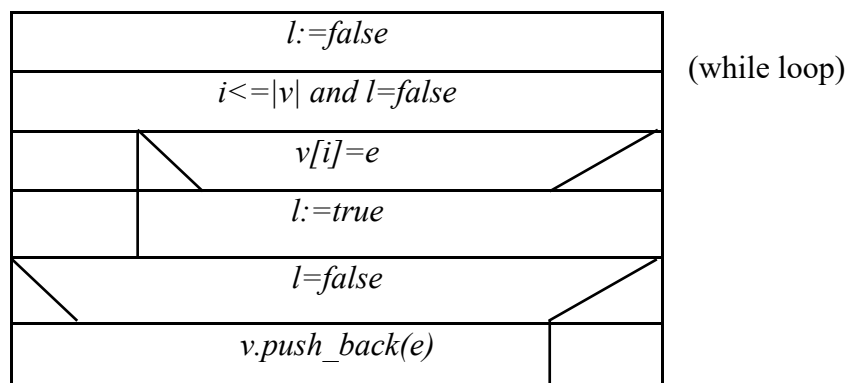 l:=false
(while loop)
i<=|v| and l=false
v[i]=e
l:=true
l=false
v.push_back(e)